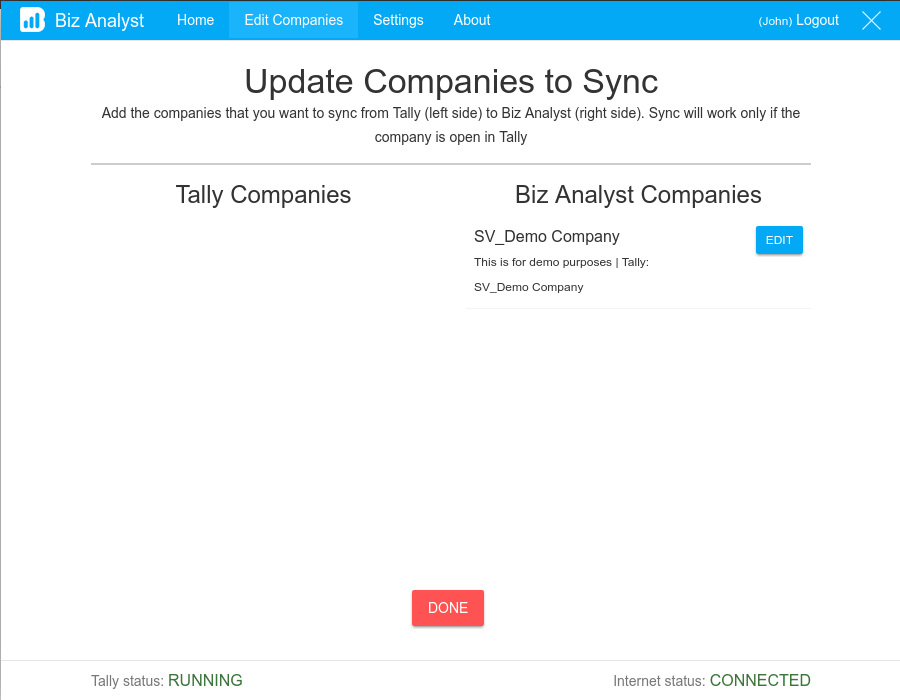 Biz Analyst Home Edit Companies Settings About (John) Logout
Update Companies to Sync
Add the companies that you want to sync from Tally (left side) to Biz Analyst (right side). Sync will work only if the
company is open in Tally
Tally Companies
Biz Analyst Companies
SV_Demo Company
EDIT
This is for demo purposes | Tally:
SV_Demo Company
DONE
Tally status: RUNNING
Internet status: CONNECTED